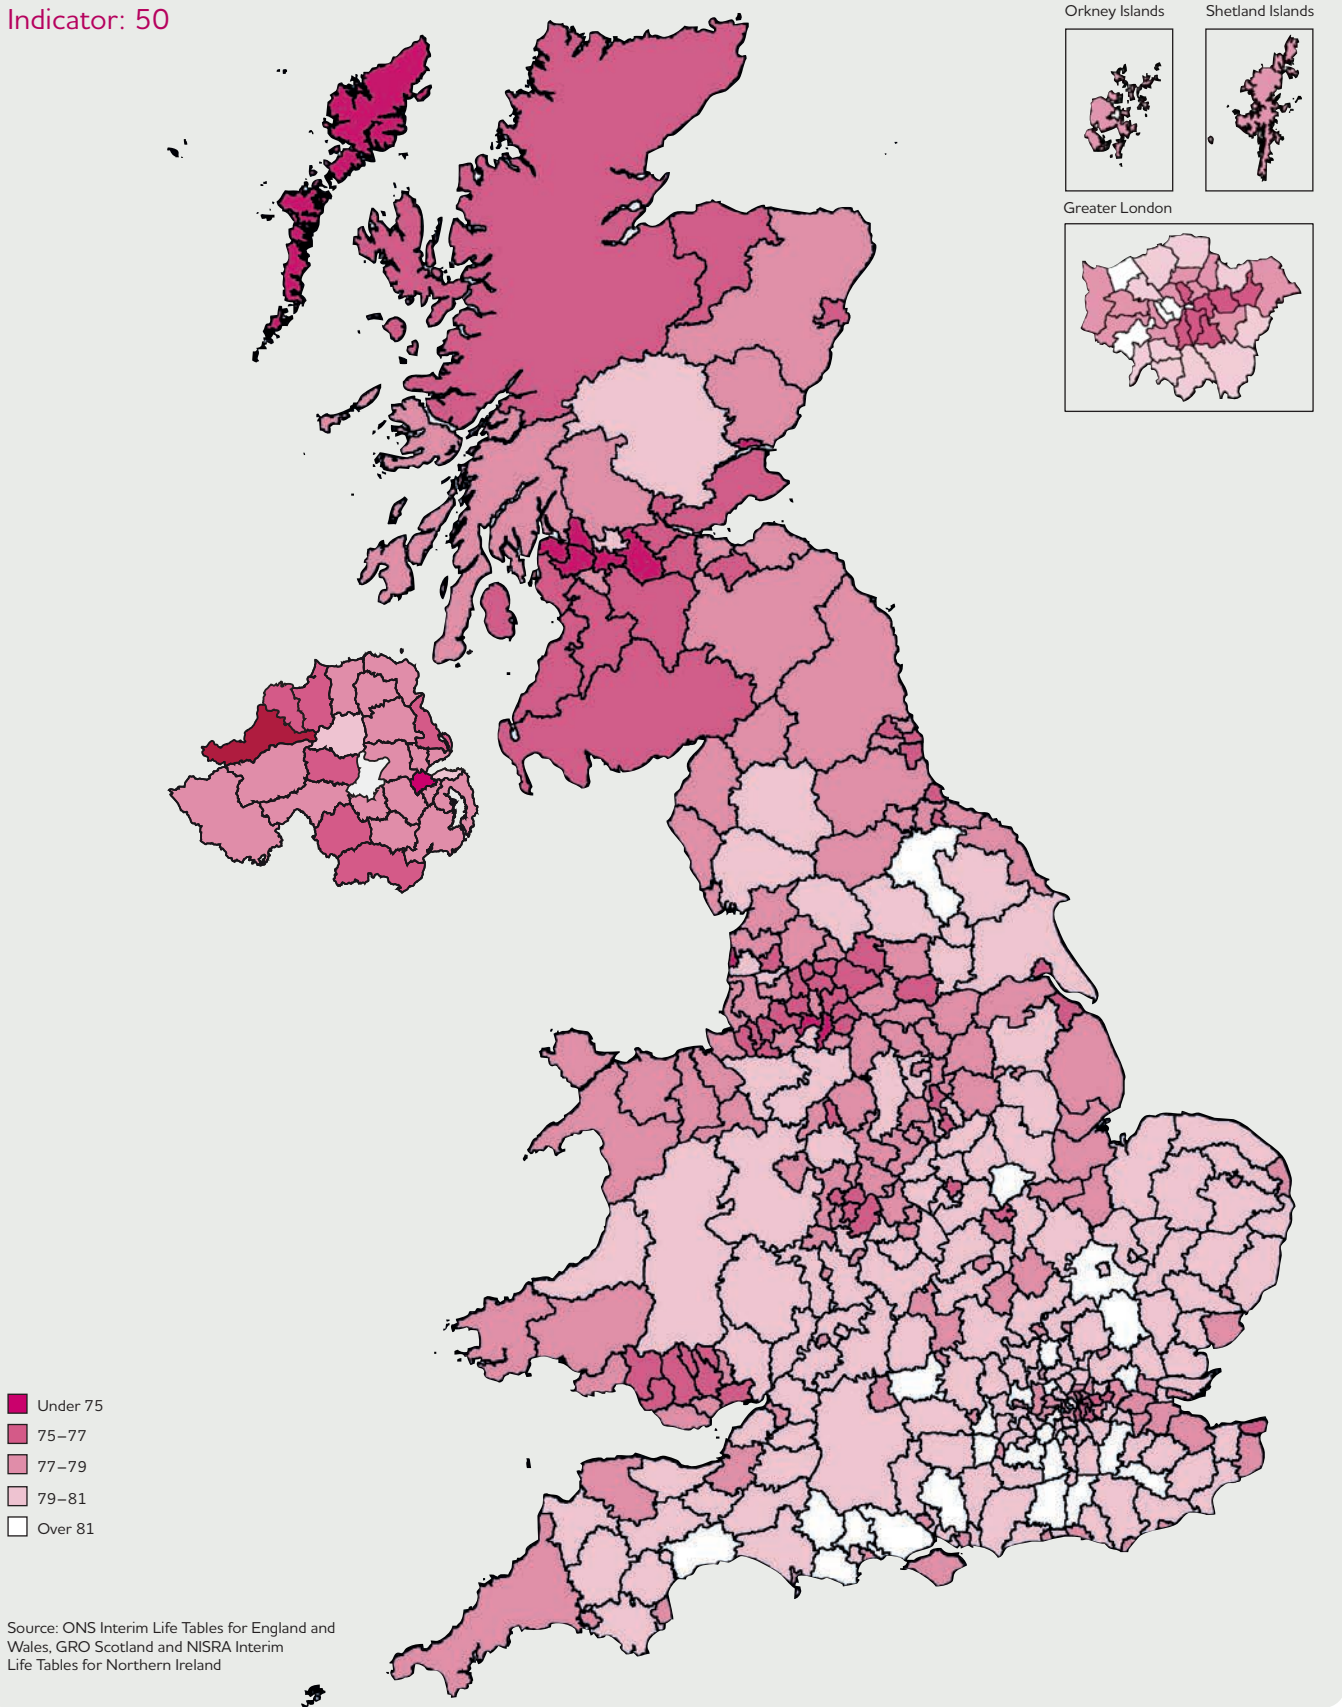 Indicator: 50
Orkney Islands
Shetland Islands
Greater London
Under 75
75–77
77–79
79–81
Over 81
Source: ONS Interim Life Tables for England and
Wales, GRO Scotland and NISRA Interim
Life Tables for Northern Ireland